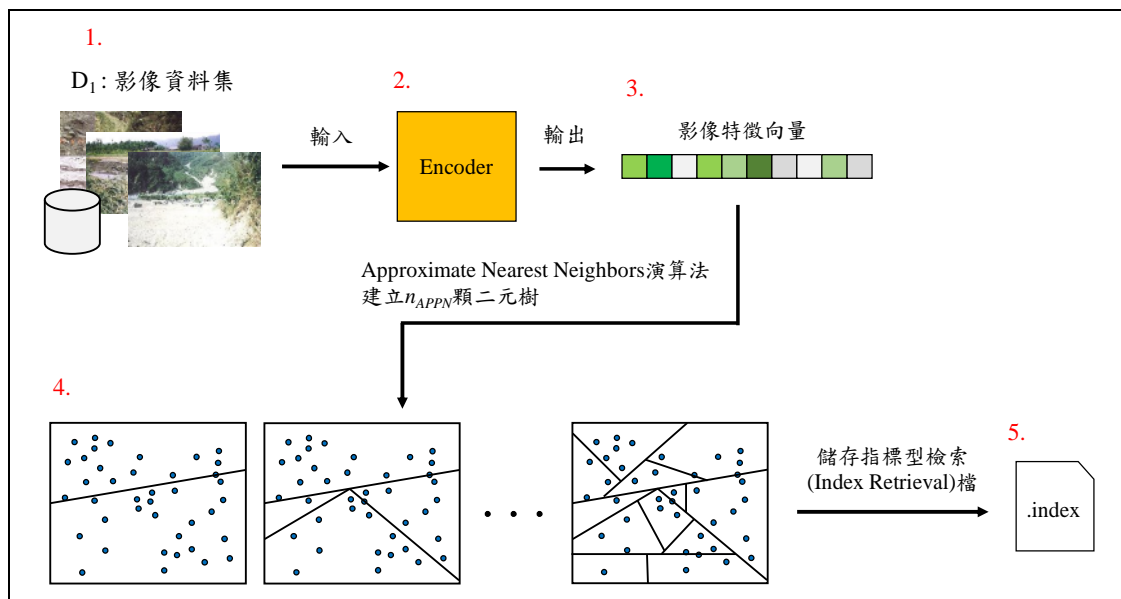 1.
D₁: 影像資料集
2.
3.
輸入
Encoder
輸出
影像特徵向量
Approximate Nearest Neighbors演算法
建立n_APPN顆二元樹
4.
. . .
儲存指標型檢索
(Index Retrieval)檔
5.
.index